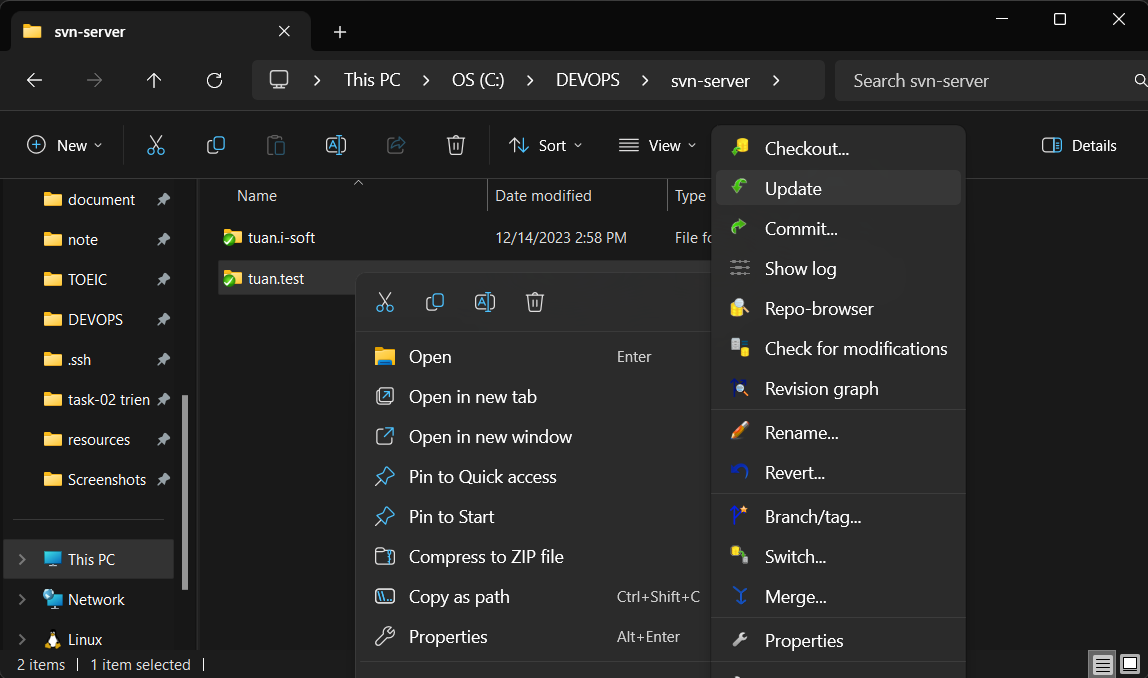 svn-server
This PC
OS (C:)
DEVOPS
svn-server
Search svn-server
New
Sort
View
Details
document
note
TOEIC
DEVOPS
.ssh
task-02 trien
resources
Screenshots
This PC
Network
Linux
Name
Date modified
Type
tuan.i-soft
12/14/2023 2:58 PM
File fo
tuan.test
Open
Enter
Open in new tab
Open in new window
Pin to Quick access
Pin to Start
Compress to ZIP file
Copy as path
Ctrl+Shift+C
Properties
Alt+Enter
Checkout...
Update
Commit...
Show log
Repo-browser
Check for modifications
Revision graph
Rename...
Revert...
Branch/tag...
Switch...
Merge...
Properties
2 items
1 item selected